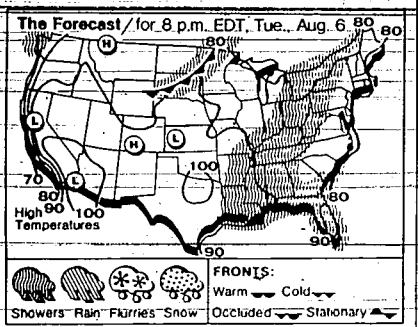 The Forecast / for 8 p.m. EDT, Tue., Aug. 6
80
80
80
H
L
H
L
100
70
80
90
L
100
High
Temperatures
80
90
90
Showers Rain Flurries Snow
FRONTS:
Warm Cold
Occluded Stationary